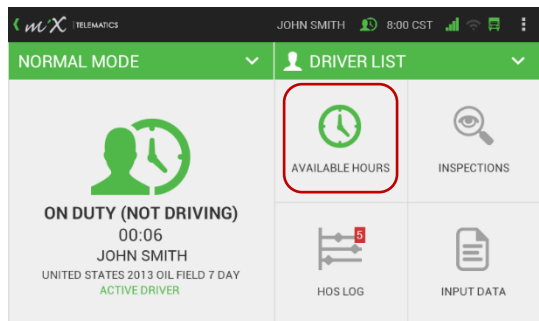 MiX TELEMATICS
JOHN SMITH 8:00 CST
NORMAL MODE
DRIVER LIST
AVAILABLE HOURS
INSPECTIONS
ON DUTY (NOT DRIVING)
00:06
JOHN SMITH
UNITED STATES 2013 OIL FIELD 7 DAY
ACTIVE DRIVER
5
HOS LOG
INPUT DATA